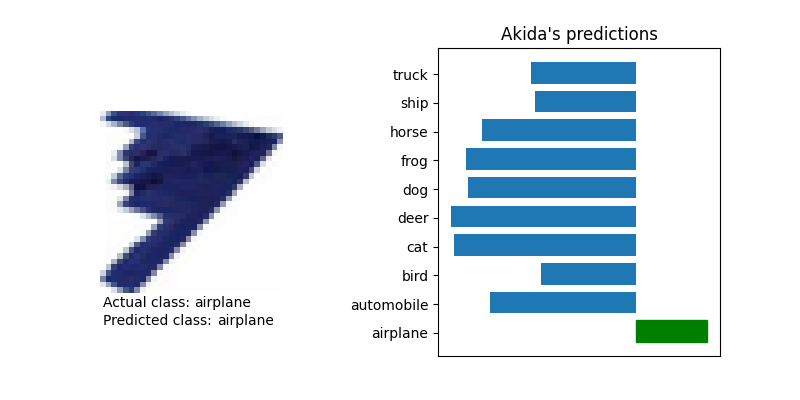 Akida's predictions
truck
ship
horse
frog
dog
deer
cat
bird
automobile
airplane
Actual class: airplane
Predicted class: airplane